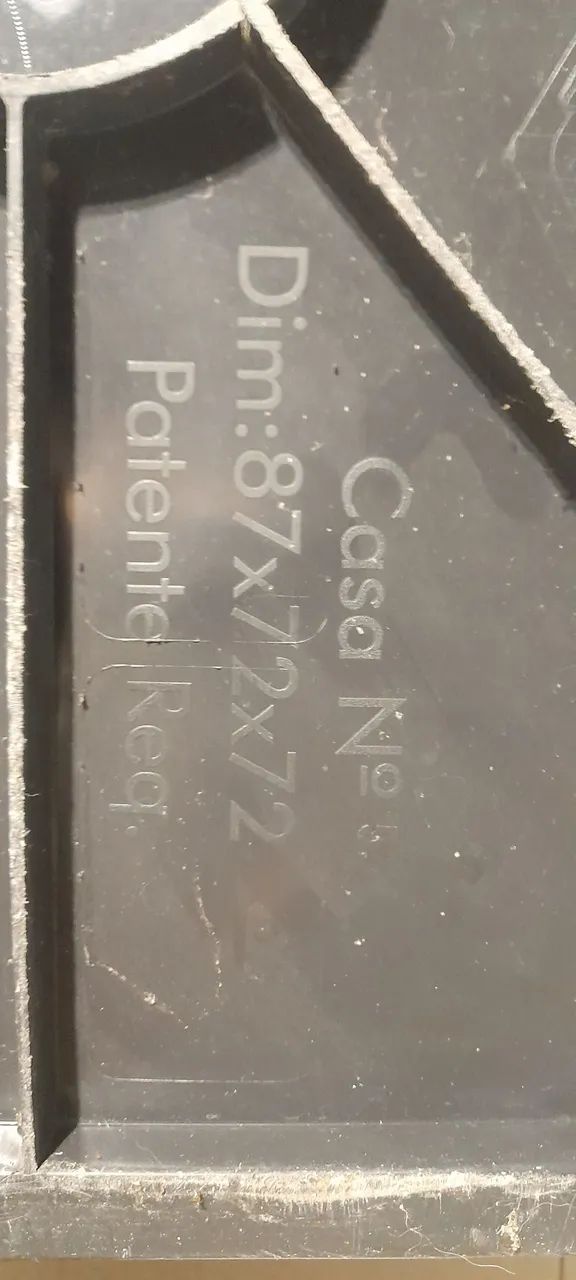 Casa Nº 5.
Dim:87x72x72
Patente Req.